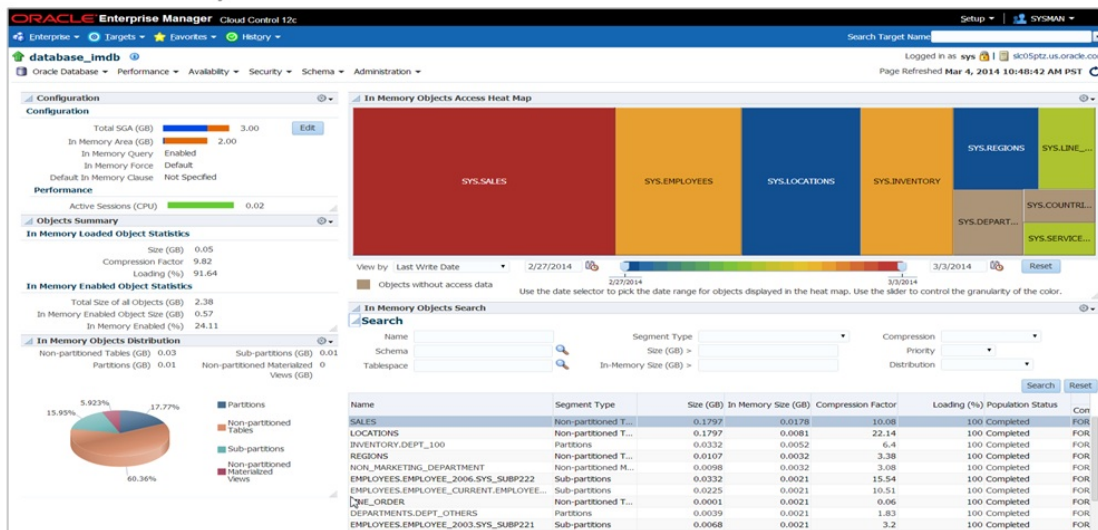 ORACLE Enterprise Manager Cloud Control 12c
Setup SYSMAN
Enterprise Targets Favorites History
Search Target Name
database_imdb
Logged in as sys slc05ptz.us.oracle.co
Oracle Database Performance Availability Security Schema Administration
Page Refreshed Mar 4, 2014 10:48:42 AM PST
Configuration
Configuration
Total SGA (GB) 3.00 Edit
In Memory Area (GB) 2.00
In Memory Query Enabled
In Memory Force Default
Default In Memory Clause Not Specified
Performance
Active Sessions (CPU) 0.02
Objects Summary
In Memory Loaded Object Statistics
Size (GB) 0.05
Compression Factor 9.82
Loading (%) 91.64
In Memory Enabled Object Statistics
Total Size of all Objects (GB) 2.38
In Memory Enabled Object Size (GB) 0.57
In Memory Enabled (%) 24.11
In Memory Objects Distribution
Non-partitioned Tables (GB) 0.03 Sub-partitions (GB) 0.01
Partitions (GB) 0.01 Non-partitioned Materialized 0
Views (GB)
5.923%
17.77%
15.95%
60.36%
Partitions
Non-partitioned
Tables
Sub-partitions
Non-partitioned
Materialized
Views
In Memory Objects Access Heat Map
SYS.SALES
SYS.EMPLOYEES
SYS.LOCATIONS
SYS.INVENTORY
SYS.REGIONS
SYS.LINE_...
SYS.DEPART...
SYS.COUNTRI...
SYS.SERVICE...
View by Last Write Date 2/27/2014 3/3/2014 Reset
Objects without access data
2/27/2014 3/3/2014
Use the date selector to pick the date range for objects displayed in the heat map. Use the slider to control the granularity of the color.
In Memory Objects Search
Search
Name Segment Type Compression
Schema Size (GB) > Priority
Tablespace In-Memory Size (GB) > Distribution
Search Reset
Name Segment Type Size (GB) In Memory Size (GB) Compression Factor Loading (%) Population Status Com
SALES Non-partitioned T... 0.1797 0.0178 10.08 100 Completed FOR
LOCATIONS Non-partitioned T... 0.1797 0.0081 22.14 100 Completed FOR
INVENTORY.DEPT_100 Partitions 0.0332 0.0052 6.4 100 Completed FOR
REGIONS Non-partitioned T... 0.0107 0.0032 3.38 100 Completed FOR
NON_MARKETING_DEPARTMENT Non-partitioned M... 0.0098 0.0032 3.08 100 Completed FOR
EMPLOYEES.EMPLOYEE_2006.SYS_SUBP222 Sub-partitions 0.0332 0.0021 15.54 100 Completed FOR
EMPLOYEES.EMPLOYEE_CURRENT.EMPLOYEE... Sub-partitions 0.0225 0.0021 10.51 100 Completed FOR
NE_ORDER Non-partitioned T... 0.0001 0.0021 0.06 100 Completed FOR
DEPARTMENTS.DEPT_OTHERS Partitions 0.0039 0.0021 1.83 100 Completed FOR
EMPLOYEES.EMPLOYEE_2003.SYS_SUBP221 Sub-partitions 0.0068 0.0021 3.2 100 Completed FOR